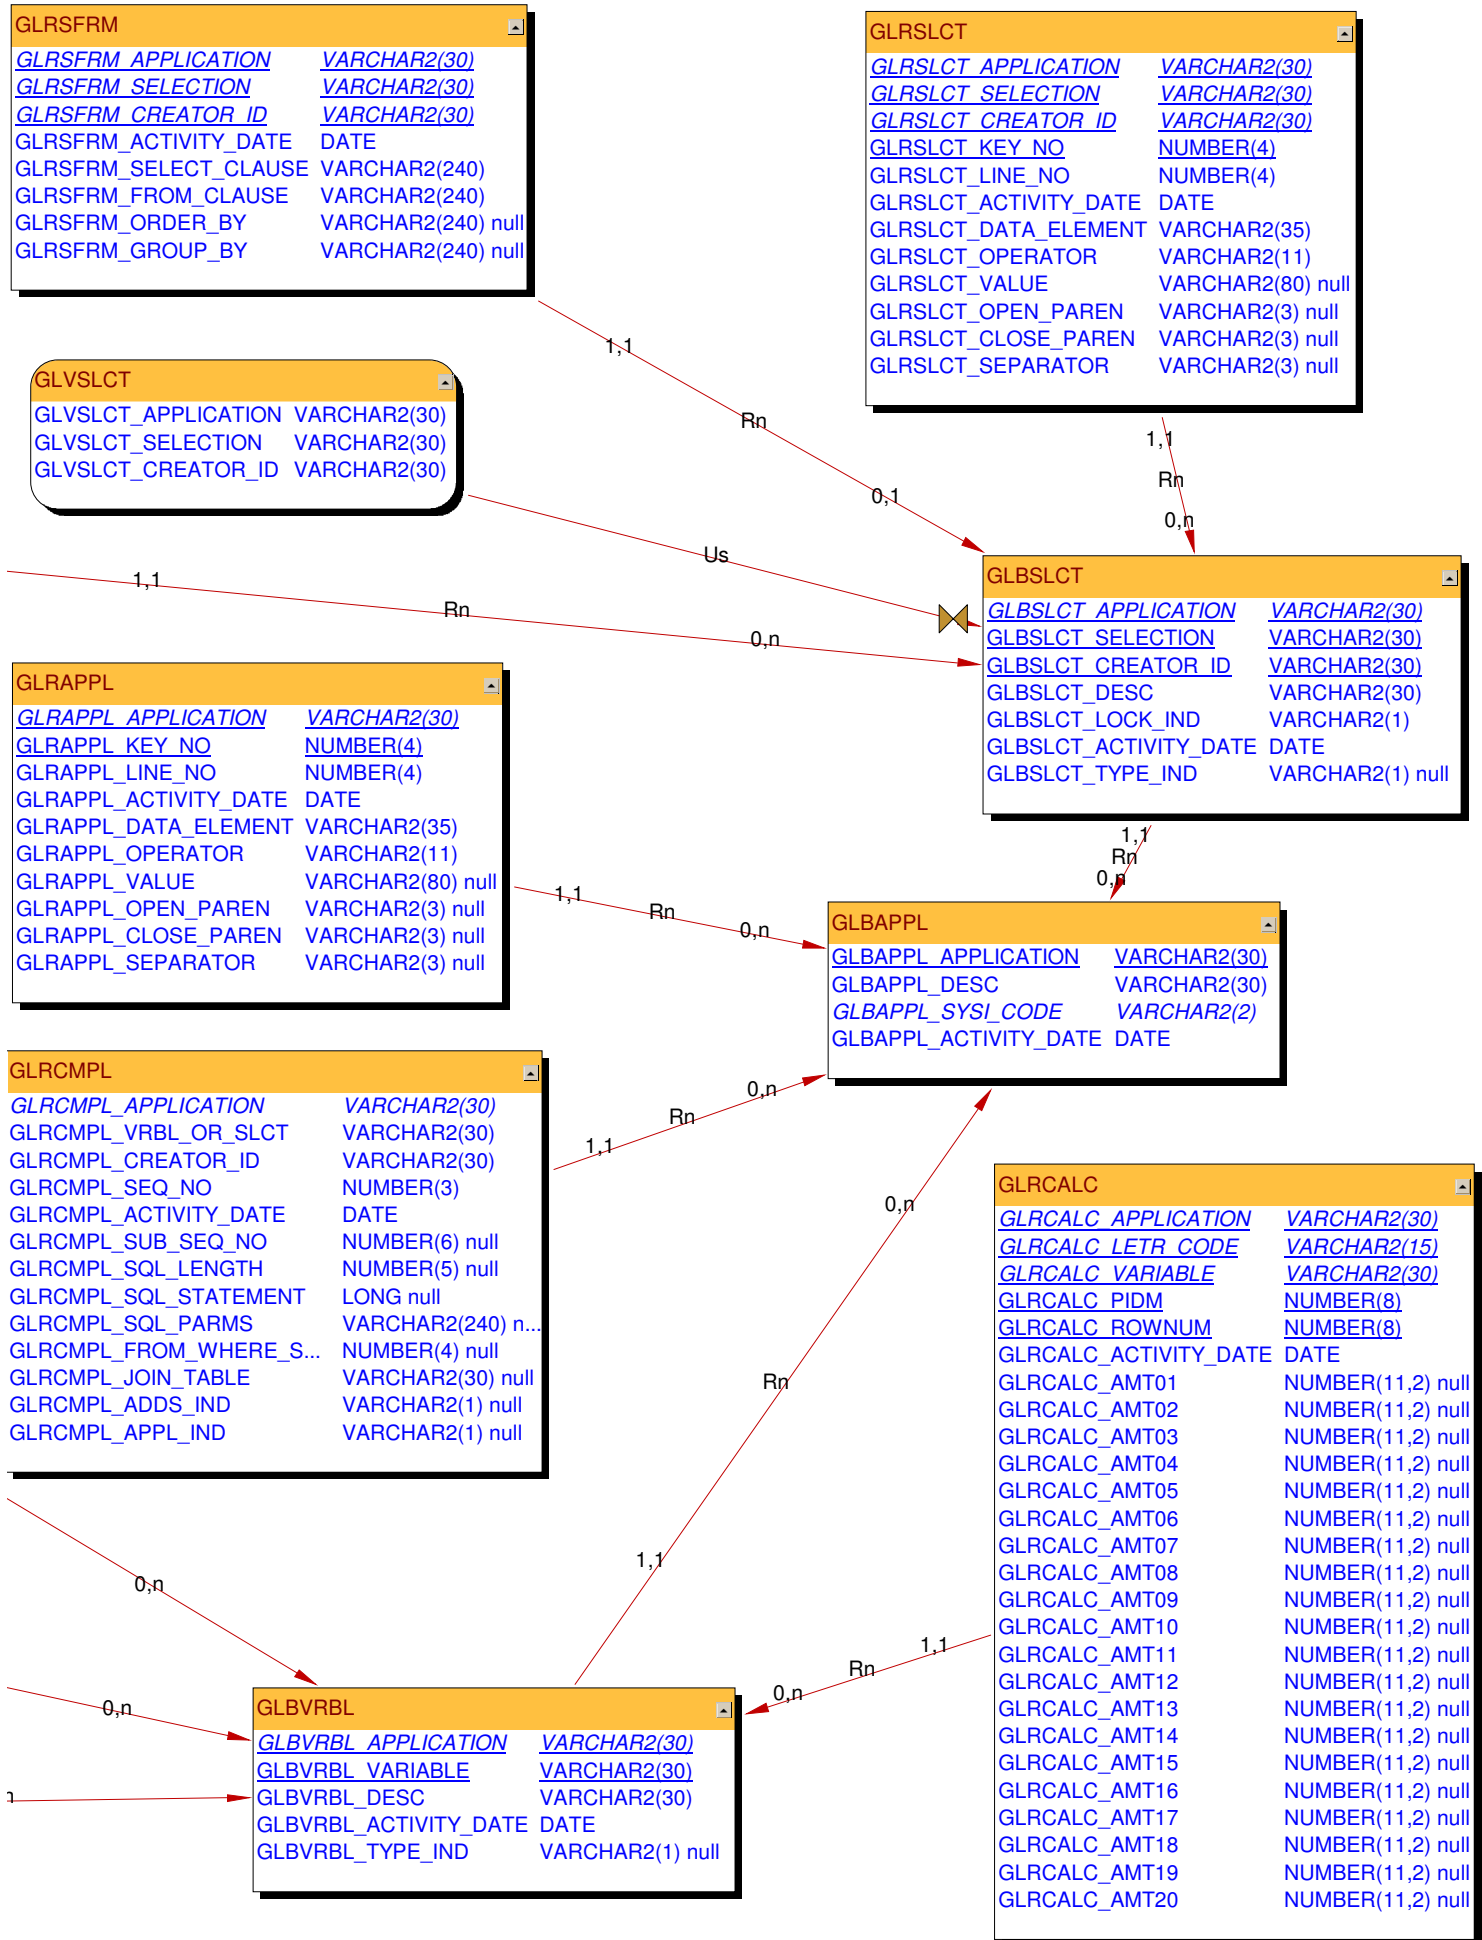 GLRSFRM
GLRSFRM_APPLICATION VARCHAR2(30)
GLRSFRM_SELECTION VARCHAR2(30)
GLRSFRM_CREATOR_ID VARCHAR2(30)
GLRSFRM_ACTIVITY_DATE DATE
GLRSFRM_SELECT_CLAUSE VARCHAR2(240)
GLRSFRM_FROM_CLAUSE VARCHAR2(240)
GLRSFRM_ORDER_BY VARCHAR2(240) null
GLRSFRM_GROUP_BY VARCHAR2(240) null
GLRSLCT
GLRSLCT_APPLICATION VARCHAR2(30)
GLRSLCT_SELECTION VARCHAR2(30)
GLRSLCT_CREATOR_ID VARCHAR2(30)
GLRSLCT_KEY_NO NUMBER(4)
GLRSLCT_LINE_NO NUMBER(4)
GLRSLCT_ACTIVITY_DATE DATE
GLRSLCT_DATA_ELEMENT VARCHAR2(35)
GLRSLCT_OPERATOR VARCHAR2(11)
GLRSLCT_VALUE VARCHAR2(80) null
GLRSLCT_OPEN_PAREN VARCHAR2(3) null
GLRSLCT_CLOSE_PAREN VARCHAR2(3) null
GLRSLCT_SEPARATOR VARCHAR2(3) null
1,1
Rn
0,1
1,1
Rn
0,n
GLVSLCT
GLVSLCT_APPLICATION VARCHAR2(30)
GLVSLCT_SELECTION VARCHAR2(30)
GLVSLCT_CREATOR_ID VARCHAR2(30)
Us
1,1
Rn
0,n
GLBSLCT
GLBSLCT_APPLICATION VARCHAR2(30)
GLBSLCT_SELECTION VARCHAR2(30)
GLBSLCT_CREATOR_ID VARCHAR2(30)
GLBSLCT_DESC VARCHAR2(30)
GLBSLCT_LOCK_IND VARCHAR2(1)
GLBSLCT_ACTIVITY_DATE DATE
GLBSLCT_TYPE_IND VARCHAR2(1) null
1,1
Rn
0,n
GLRAPPL
GLRAPPL_APPLICATION VARCHAR2(30)
GLRAPPL_KEY_NO NUMBER(4)
GLRAPPL_LINE_NO NUMBER(4)
GLRAPPL_ACTIVITY_DATE DATE
GLRAPPL_DATA_ELEMENT VARCHAR2(35)
GLRAPPL_OPERATOR VARCHAR2(11)
GLRAPPL_VALUE VARCHAR2(80) null
GLRAPPL_OPEN_PAREN VARCHAR2(3) null
GLRAPPL_CLOSE_PAREN VARCHAR2(3) null
GLRAPPL_SEPARATOR VARCHAR2(3) null
1,1
Rn
0,n
GLBAPPL
GLBAPPL_APPLICATION VARCHAR2(30)
GLBAPPL_DESC VARCHAR2(30)
GLBAPPL_SYSI_CODE VARCHAR2(2)
GLBAPPL_ACTIVITY_DATE DATE
GLRCMPL
GLRCMPL_APPLICATION VARCHAR2(30)
GLRCMPL_VRBL_OR_SLCT VARCHAR2(30)
GLRCMPL_CREATOR_ID VARCHAR2(30)
GLRCMPL_SEQ_NO NUMBER(3)
GLRCMPL_ACTIVITY_DATE DATE
GLRCMPL_SUB_SEQ_NO NUMBER(6) null
GLRCMPL_SQL_LENGTH NUMBER(5) null
GLRCMPL_SQL_STATEMENT LONG null
GLRCMPL_SQL_PARMS VARCHAR2(240) n...
GLRCMPL_FROM_WHERE_S... NUMBER(4) null
GLRCMPL_JOIN_TABLE VARCHAR2(30) null
GLRCMPL_ADDS_IND VARCHAR2(1) null
GLRCMPL_APPL_IND VARCHAR2(1) null
0,n
Rn
1,1
0,n
Rn
1,1
GLRCALC
GLRCALC_APPLICATION VARCHAR2(30)
GLRCALC_LETR_CODE VARCHAR2(15)
GLRCALC_VARIABLE VARCHAR2(30)
GLRCALC_PIDM NUMBER(8)
GLRCALC_ROWNUM NUMBER(8)
GLRCALC_ACTIVITY_DATE DATE
GLRCALC_AMT01 NUMBER(11,2) null
GLRCALC_AMT02 NUMBER(11,2) null
GLRCALC_AMT03 NUMBER(11,2) null
GLRCALC_AMT04 NUMBER(11,2) null
GLRCALC_AMT05 NUMBER(11,2) null
GLRCALC_AMT06 NUMBER(11,2) null
GLRCALC_AMT07 NUMBER(11,2) null
GLRCALC_AMT08 NUMBER(11,2) null
GLRCALC_AMT09 NUMBER(11,2) null
GLRCALC_AMT10 NUMBER(11,2) null
GLRCALC_AMT11 NUMBER(11,2) null
GLRCALC_AMT12 NUMBER(11,2) null
GLRCALC_AMT13 NUMBER(11,2) null
GLRCALC_AMT14 NUMBER(11,2) null
GLRCALC_AMT15 NUMBER(11,2) null
GLRCALC_AMT16 NUMBER(11,2) null
GLRCALC_AMT17 NUMBER(11,2) null
GLRCALC_AMT18 NUMBER(11,2) null
GLRCALC_AMT19 NUMBER(11,2) null
GLRCALC_AMT20 NUMBER(11,2) null
0,n
1,1
Rn
0,n
0,n
n
GLBVRBL
GLBVRBL_APPLICATION VARCHAR2(30)
GLBVRBL_VARIABLE VARCHAR2(30)
GLBVRBL_DESC VARCHAR2(30)
GLBVRBL_ACTIVITY_DATE DATE
GLBVRBL_TYPE_IND VARCHAR2(1) null